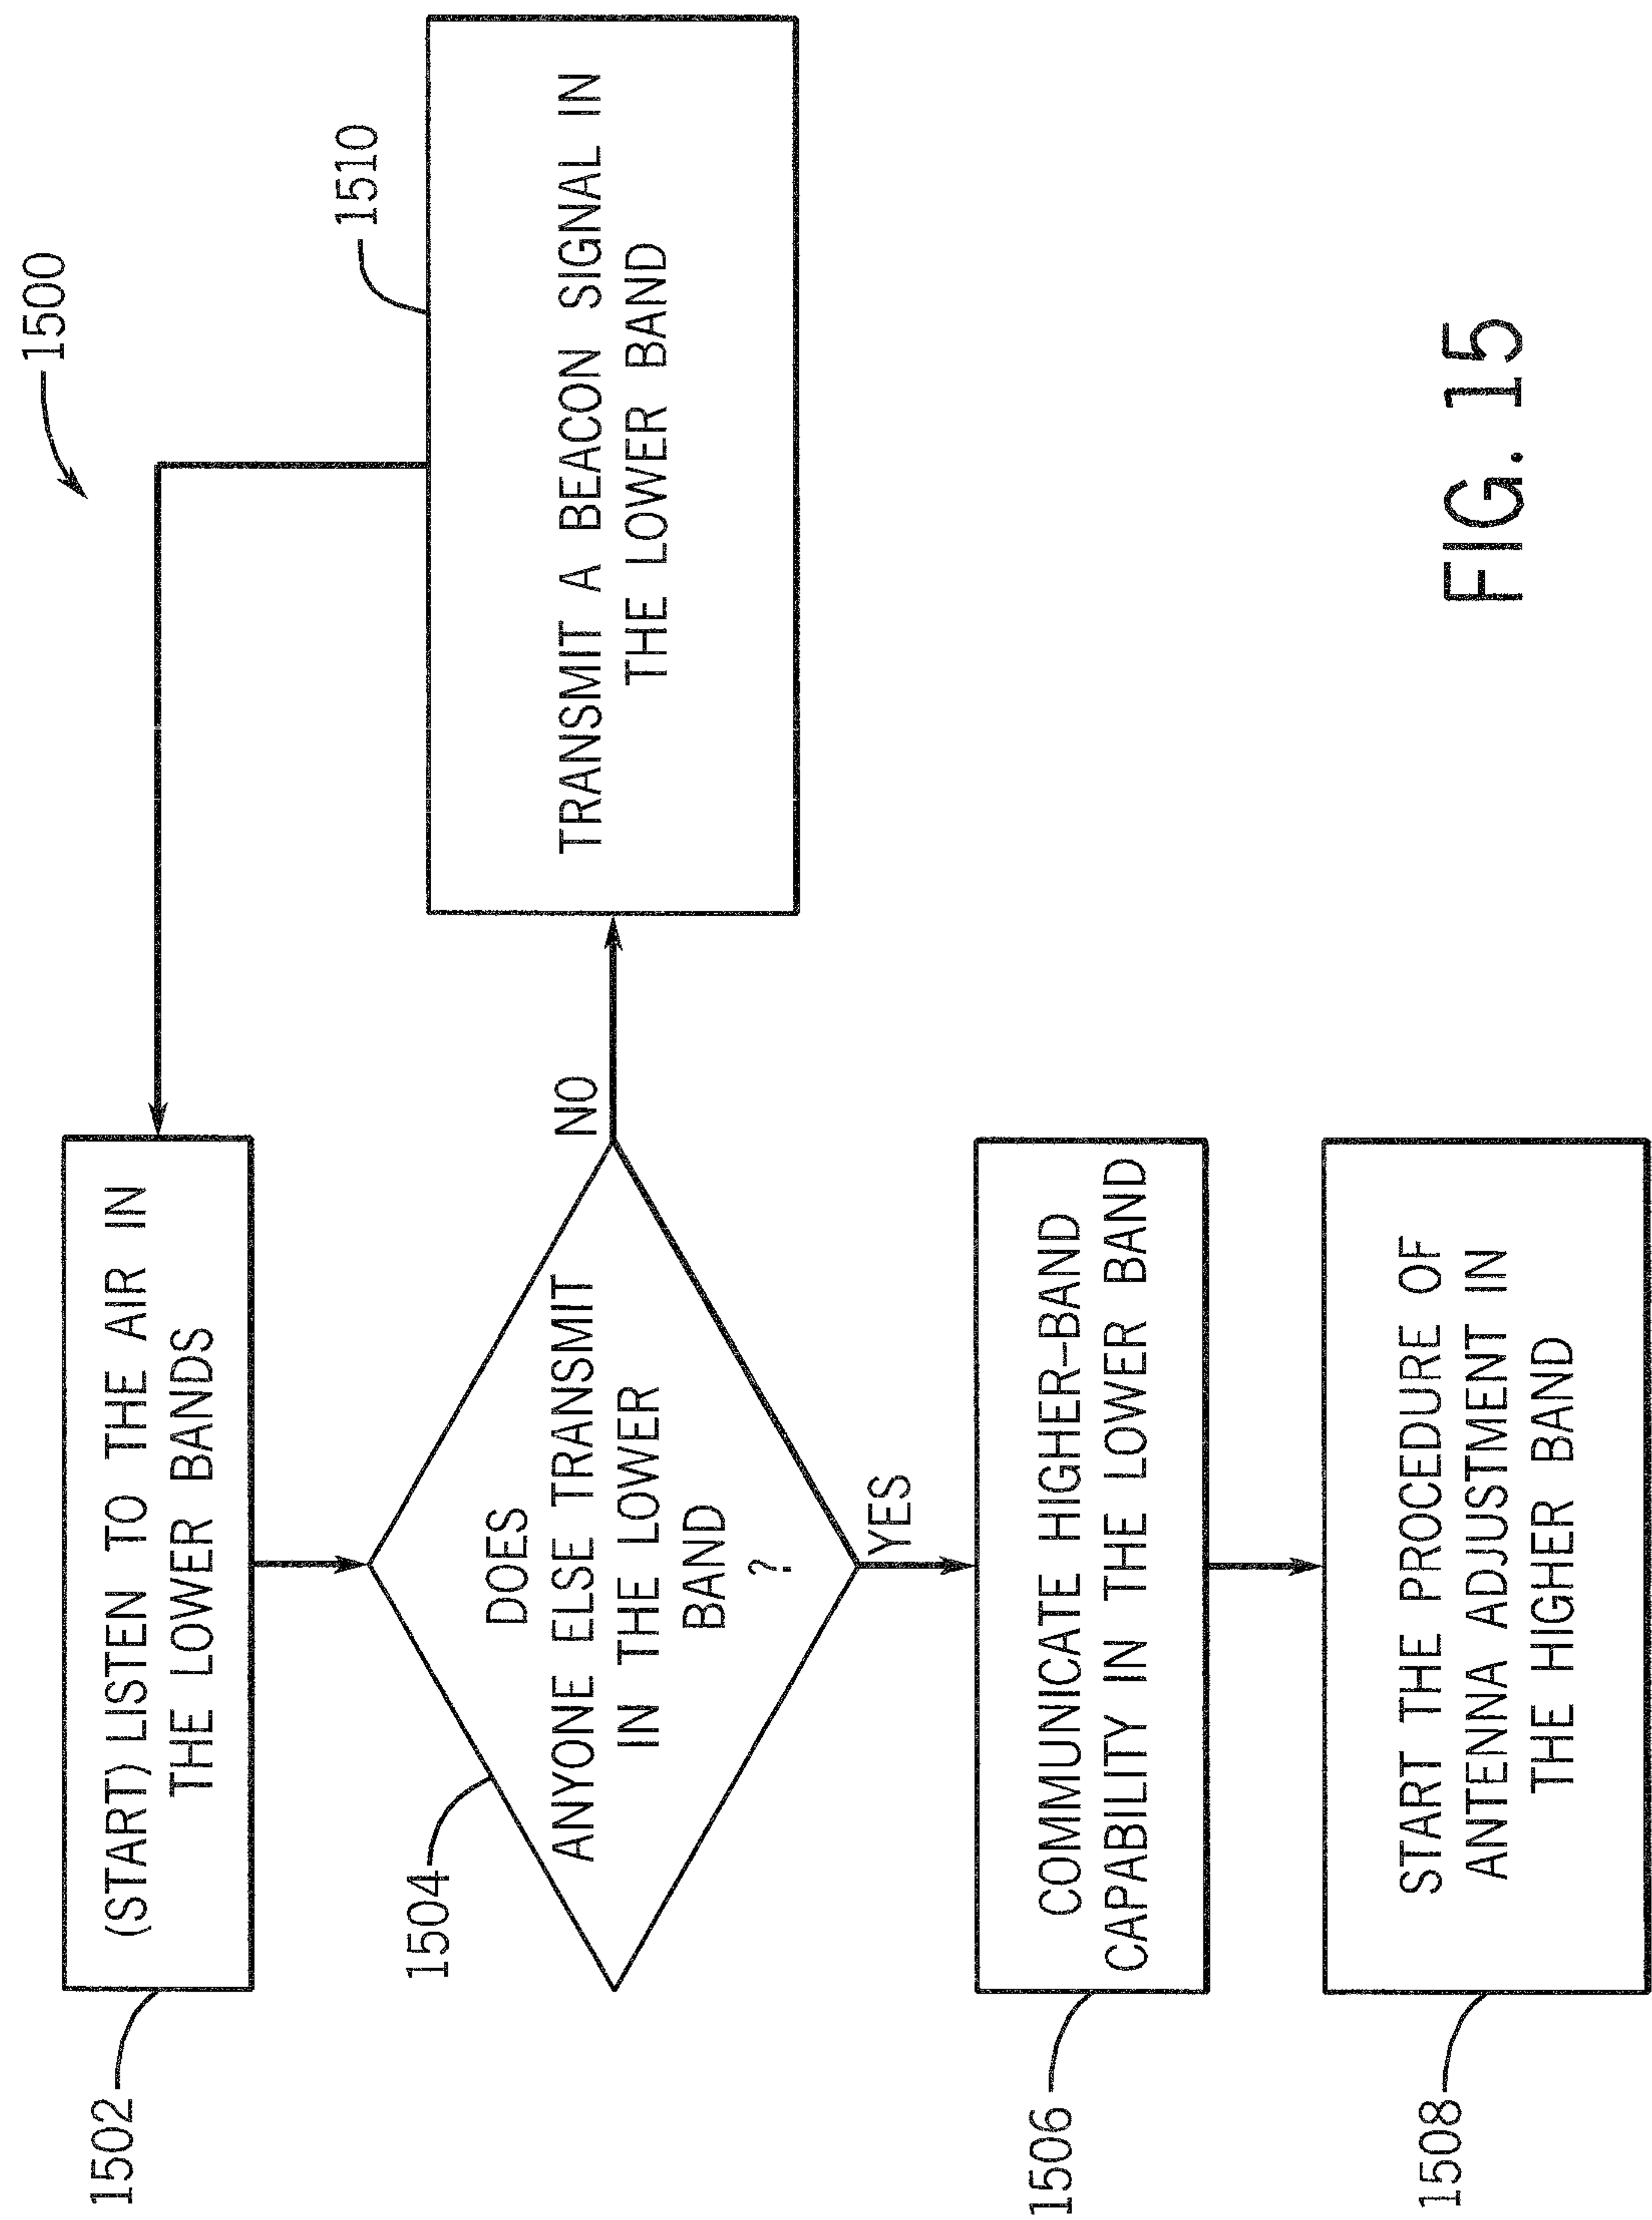 1500
1502
(START) LISTEN TO THE AIR IN
THE LOWER BANDS
1504
DOES
ANYONE ELSE TRANSMIT
IN THE LOWER
BAND
?
NO
1510
TRANSMIT A BEACON SIGNAL IN
THE LOWER BAND
YES
1506
COMMUNICATE HIGHER-BAND
CAPABILITY IN THE LOWER BAND
1508
START THE PROCEDURE OF
ANTENNA ADJUSTMENT IN
THE HIGHER BAND
FIG. 15